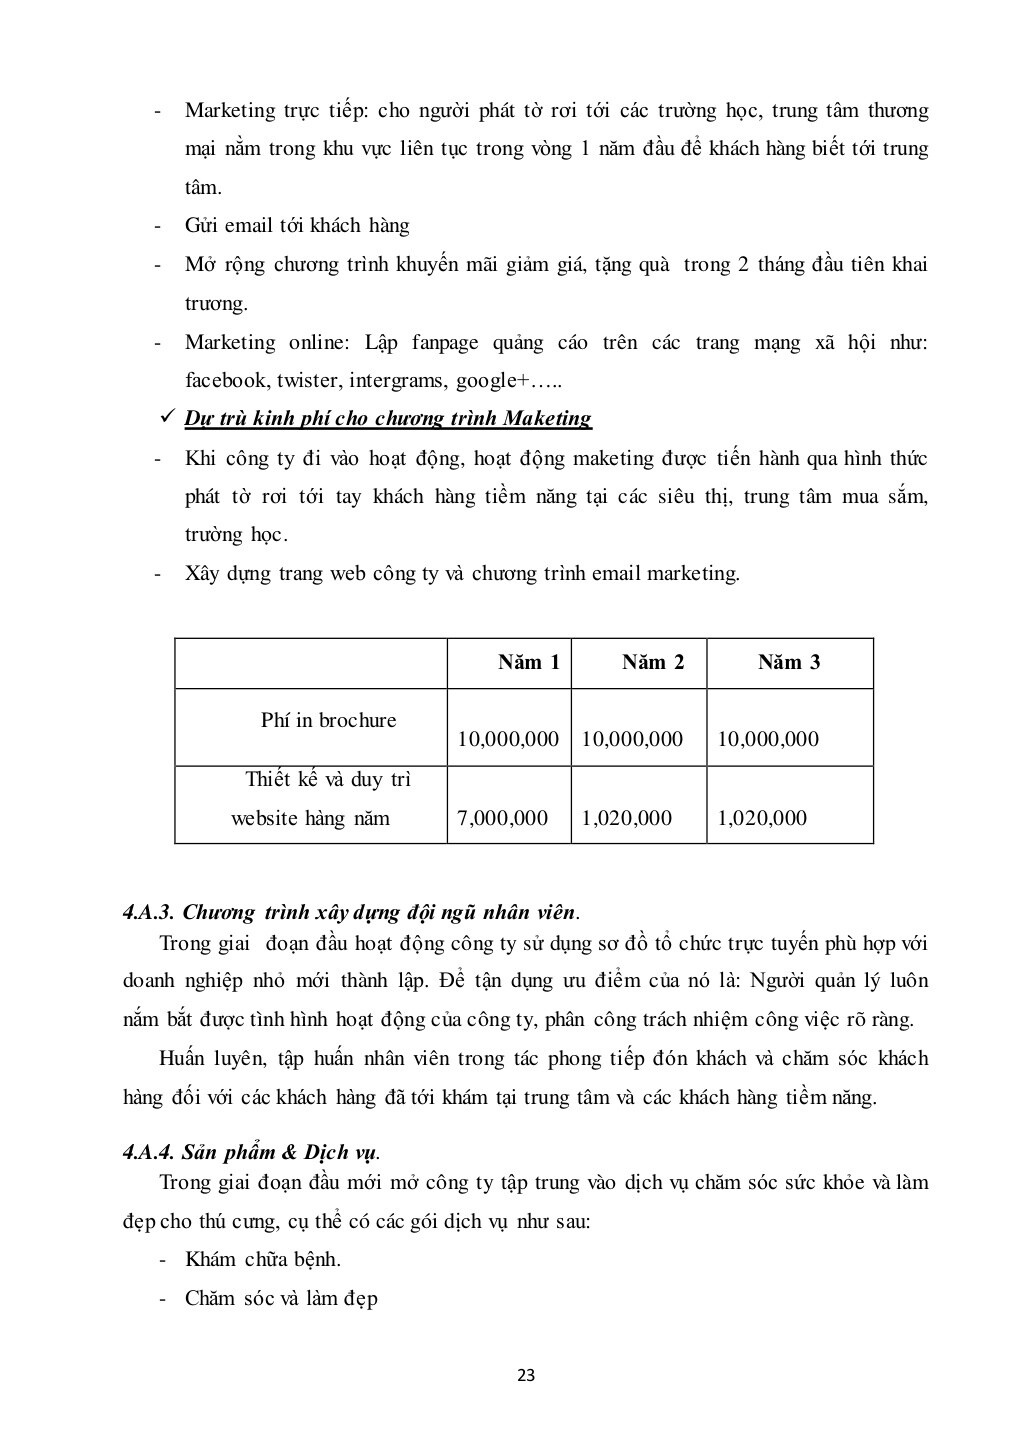 - Marketing trực tiếp: cho người phát tờ rơi tới các trường học, trung tâm thương
mại nằm trong khu vực liên tục trong vòng 1 năm đầu để khách hàng biết tới trung
tâm.
- Gửi email tới khách hàng
- Mở rộng chương trình khuyến mãi giảm giá, tặng quà trong 2 tháng đầu tiên khai
trương.
- Marketing online: Lập fanpage quảng cáo trên các trang mạng xã hội như:
facebook, twister, intergrams, google+…..
✓ Dự trù kinh phí cho chương trình Maketing
- Khi công ty đi vào hoạt động, hoạt động maketing được tiến hành qua hình thức
phát tờ rơi tới tay khách hàng tiềm năng tại các siêu thị, trung tâm mua sắm,
trường học.
- Xây dựng trang web công ty và chương trình email marketing.
Năm 1 Năm 2 Năm 3
Phí in brochure
10,000,000 10,000,000 10,000,000
Thiết kế và duy trì
website hàng năm 7,000,000 1,020,000 1,020,000
4.A.3. Chương trình xây dựng đội ngũ nhân viên.
Trong giai đoạn đầu hoạt động công ty sử dụng sơ đồ tổ chức trực tuyến phù hợp với
doanh nghiệp nhỏ mới thành lập. Để tận dụng ưu điểm của nó là: Người quản lý luôn
nắm bắt được tình hình hoạt động của công ty, phân công trách nhiệm công việc rõ ràng.
Huấn luyên, tập huấn nhân viên trong tác phong tiếp đón khách và chăm sóc khách
hàng đối với các khách hàng đã tới khám tại trung tâm và các khách hàng tiềm năng.
4.A.4. Sản phẩm & Dịch vụ.
Trong giai đoạn đầu mới mở công ty tập trung vào dịch vụ chăm sóc sức khỏe và làm
đẹp cho thú cưng, cụ thể có các gói dịch vụ như sau:
- Khám chữa bệnh.
- Chăm sóc và làm đẹp
23